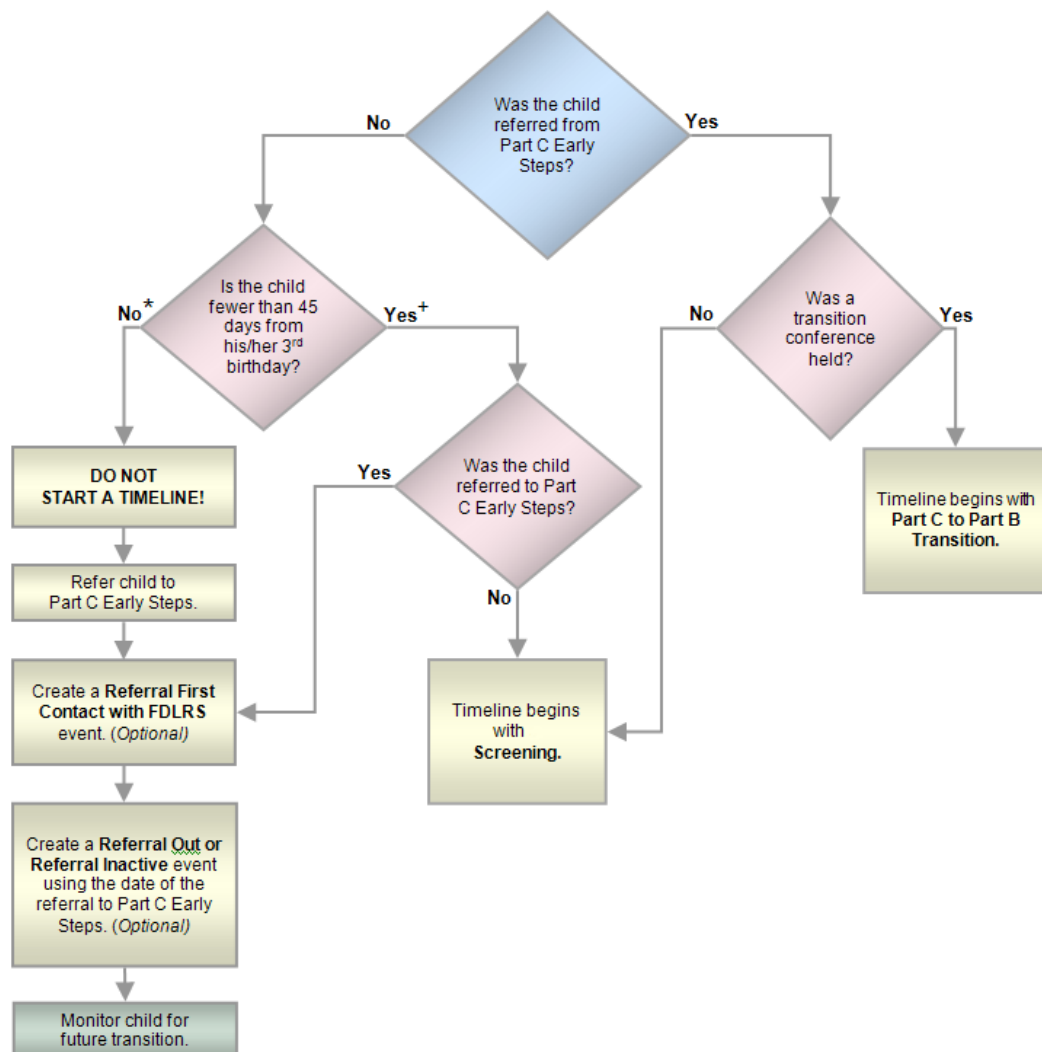 Was the child
referred from
Part C Early
Steps?
No
Yes
Is the child
fewer than 45
days from
his/her 3rd
birthday?
No*
Yes+
Was a
transition
conference
held?
No
Yes
DO NOT
START A TIMELINE!
Yes
Was the child
referred to Part
C Early Steps?
No
Timeline begins with
Part C to Part B
Transition.
Refer child to
Part C Early Steps.
Create a Referral First
Contact with FDLRS
event. (Optional)
Timeline begins
with
Screening.
Create a Referral Out or
Referral Inactive event
using the date of the
referral to Part C Early
Steps. (Optional)
Monitor child for
future transition.